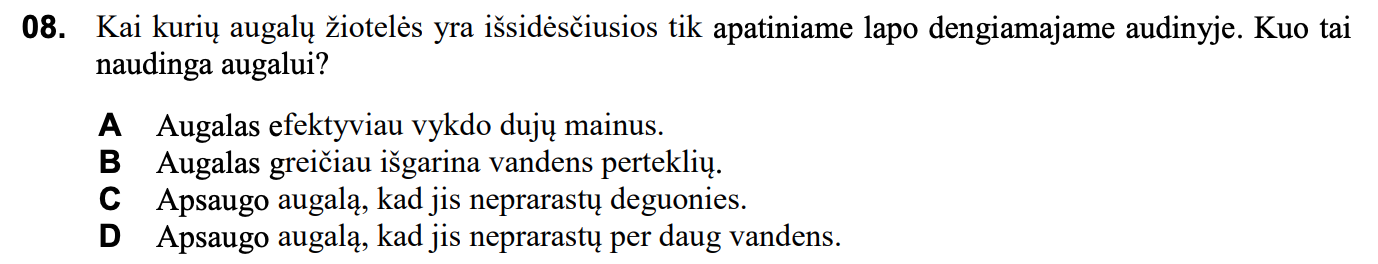 08. Kai kurių augalų žiotelės yra išsidėsčiusios tik apatiniame lapo dengiamajame audinyje. Kuo tai
naudinga augalui?
A Augalas efektyviau vykdo dujų mainus.
B Augalas greičiau išgarina vandens perteklių.
C Apsaugo augalą, kad jis neprarastų deguonies.
D Apsaugo augalą, kad jis neprarastų per daug vandens.